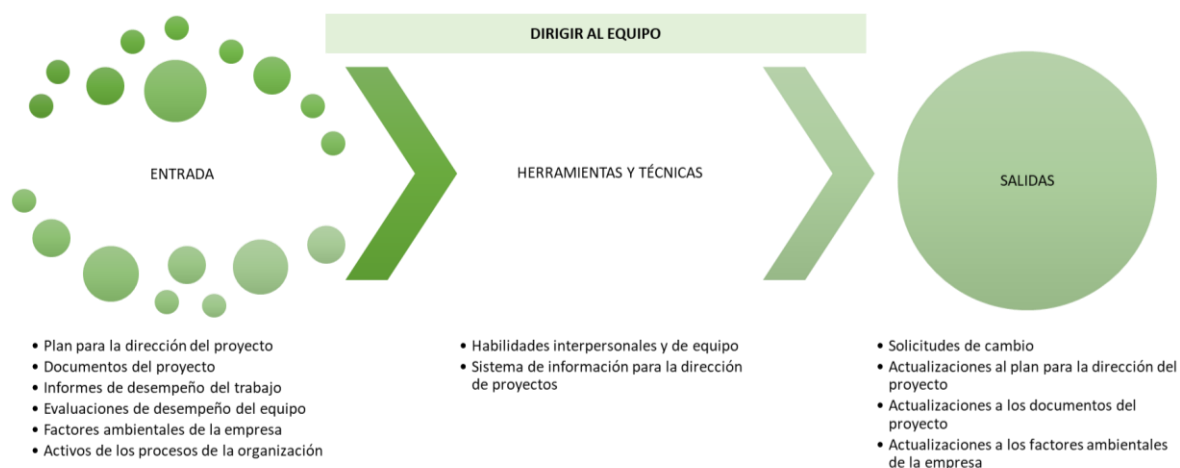 DIRIGIR AL EQUIPO
ENTRADA
HERRAMIENTAS Y TÉCNICAS
SALIDAS
• Plan para la dirección del proyecto
• Documentos del proyecto
• Informes de desempeño del trabajo
• Evaluaciones de desempeño del equipo
• Factores ambientales de la empresa
• Activos de los procesos de la organización
• Habilidades interpersonales y de equipo
• Sistema de información para la dirección
de proyectos
• Solicitudes de cambio
• Actualizaciones al plan para la dirección del
proyecto
• Actualizaciones a los documentos del
proyecto
• Actualizaciones a los factores ambientales
de la empresa